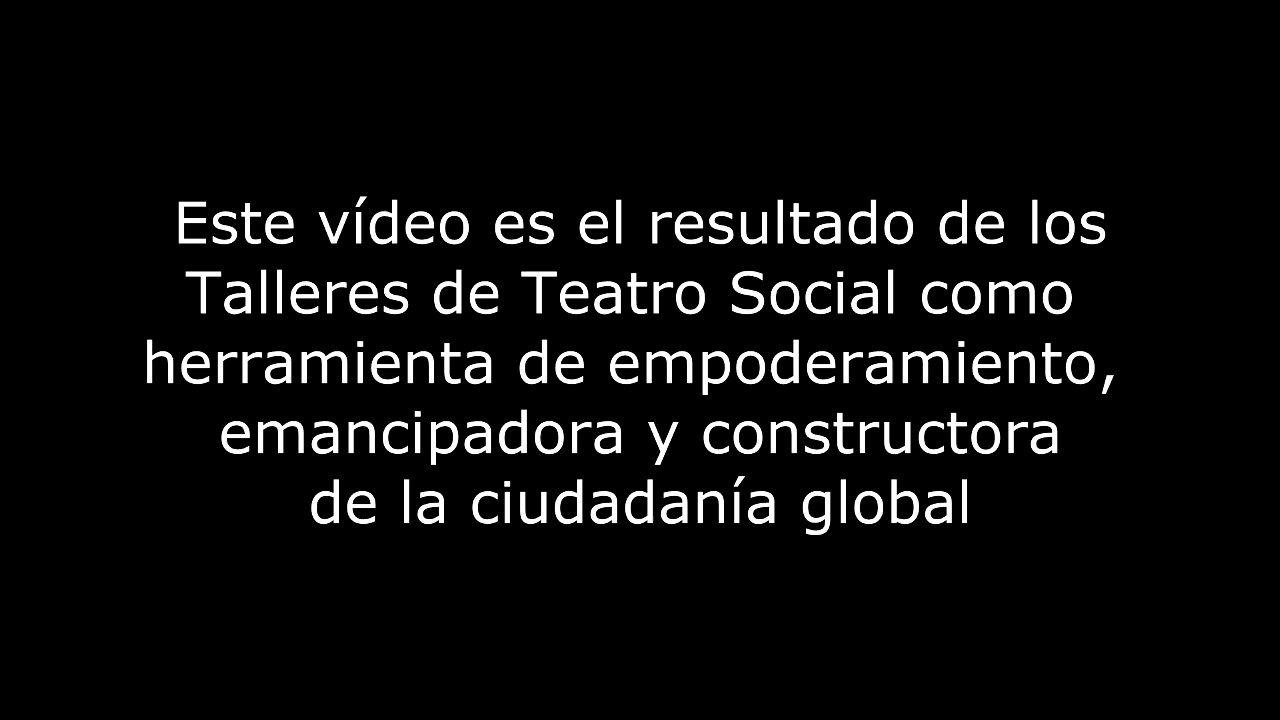 Este vídeo es el resultado de los
Talleres de Teatro Social como
herramienta de empoderamiento,
emancipadora y constructora
de la ciudadanía global